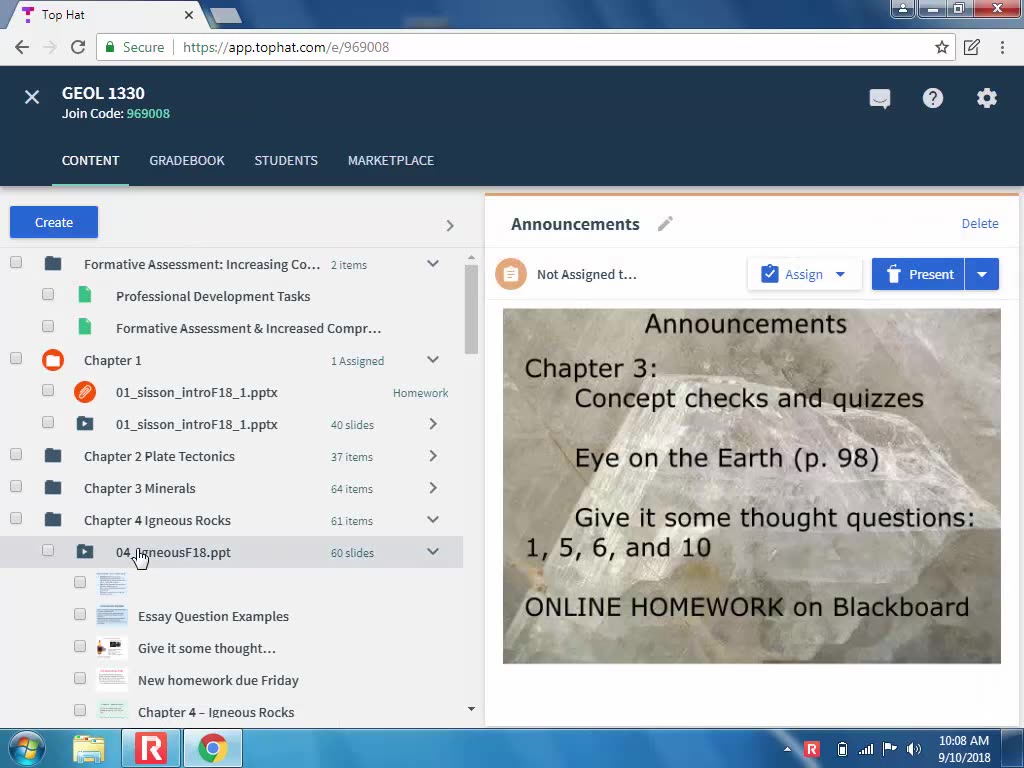 Top Hat
Secure
https://app.tophat.com/e/969008
GEOL 1330
Join Code: 969008
CONTENT
GRADEBOOK
STUDENTS
MARKETPLACE
Create
Formative Assessment: Increasing Co... 2 items
Professional Development Tasks
Formative Assessment & Increased Compr...
Chapter 1 1 Assigned
01_sisson_introF18_1.pptx Homework
01_sisson_introF18_1.pptx 40 slides
Chapter 2 Plate Tectonics 37 items
Chapter 3 Minerals 64 items
Chapter 4 Igneous Rocks 61 items
04_IgneousF18.ppt 60 slides
Essay Question Examples
Give it some thought...
New homework due Friday
Chapter 4 – Igneous Rocks
Announcements
Delete
Not Assigned t...
Assign
Present
Announcements
Chapter 3:
Concept checks and quizzes
Eye on the Earth (p. 98)
Give it some thought questions:
1, 5, 6, and 10
ONLINE HOMEWORK on Blackboard
10:08 AM
9/10/2018